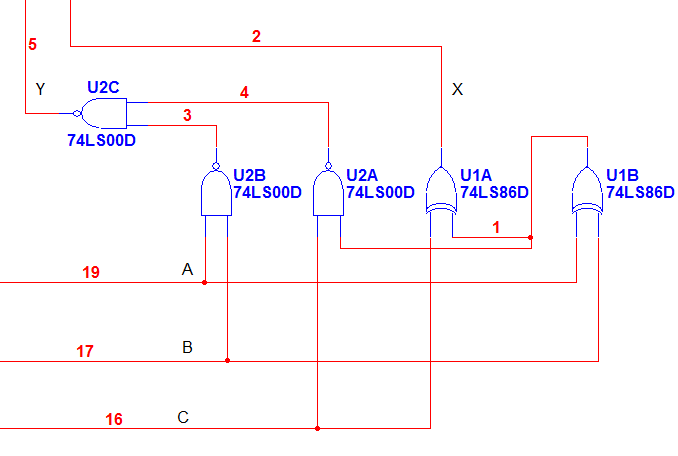 2
5
Y
U2C
4
X
3
74LS00D
U2B
74LS00D
U2A
74LS00D
U1A
74LS86D
U1B
74LS86D
1
19
A
17
B
16
C